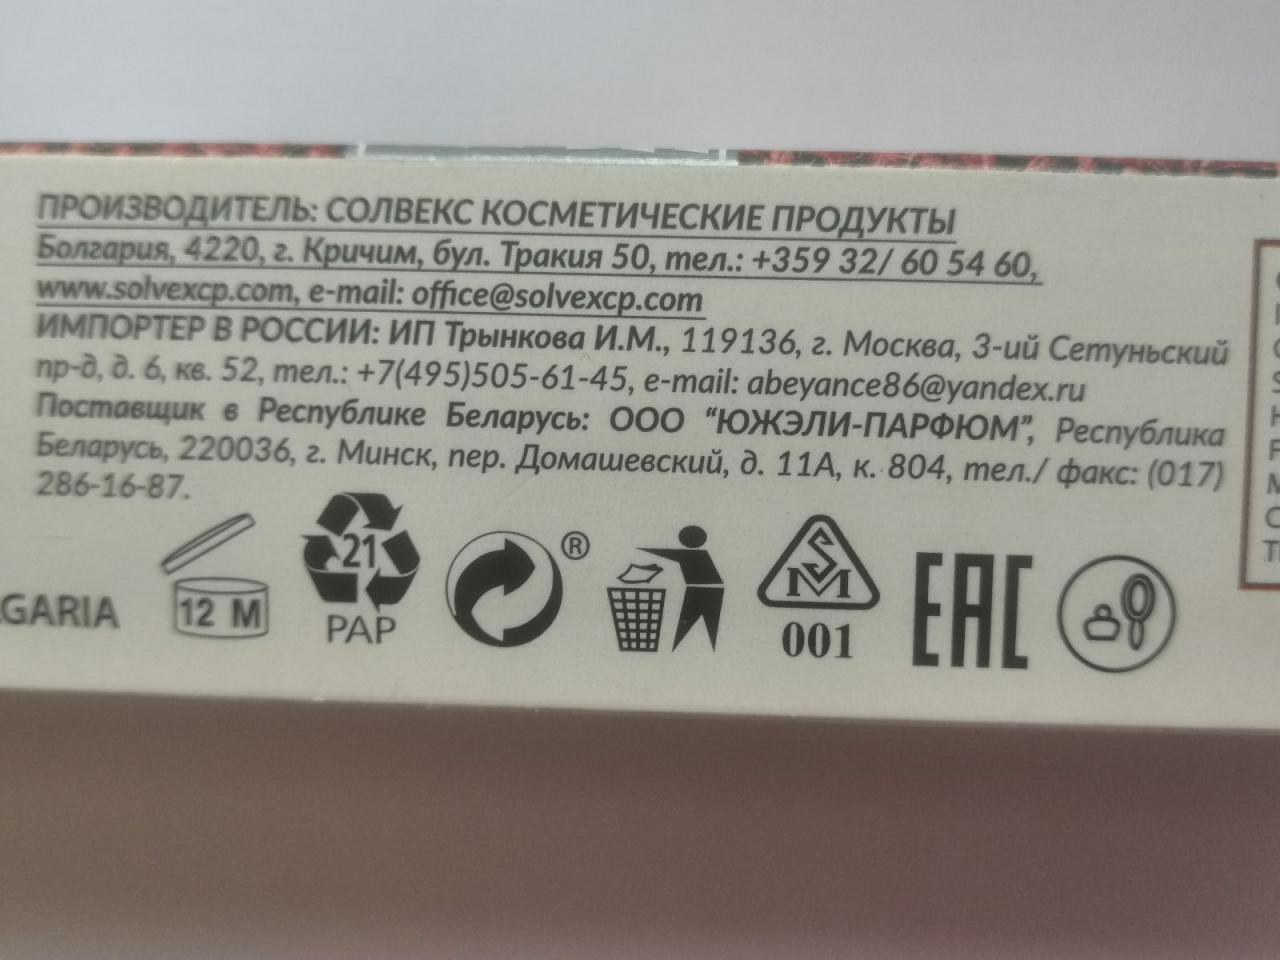 ПРОИЗВОДИТЕЛЬ: СОЛВЕКС КОСМЕТИЧЕСКИЕ ПРОДУКТЫ
Болгария, 4220, г. Кричим, бул. Тракия 50, тел.: +359 32/ 60 54 60,
www.solvexcp.com, e-mail: office@solvexcp.com
ИМПОРТЕР В РОССИИ: ИП Трынкова И.М., 119136, г. Москва, 3-ий Сетуньский
пр-д, д. 6, кв. 52, тел.: +7(495)505-61-45, e-mail: abeyance86@yandex.ru
Поставщик в Республике Беларусь: ООО “ЮЖЭЛИ-ПАРФЮМ”, Республика
Беларусь, 220036, г. Минск, пер. Домашевский, д. 11А, к. 804, тел./ факс: (017)
286-16-87.
GARIA 12 M 21 PAP ® SM 001 EAC